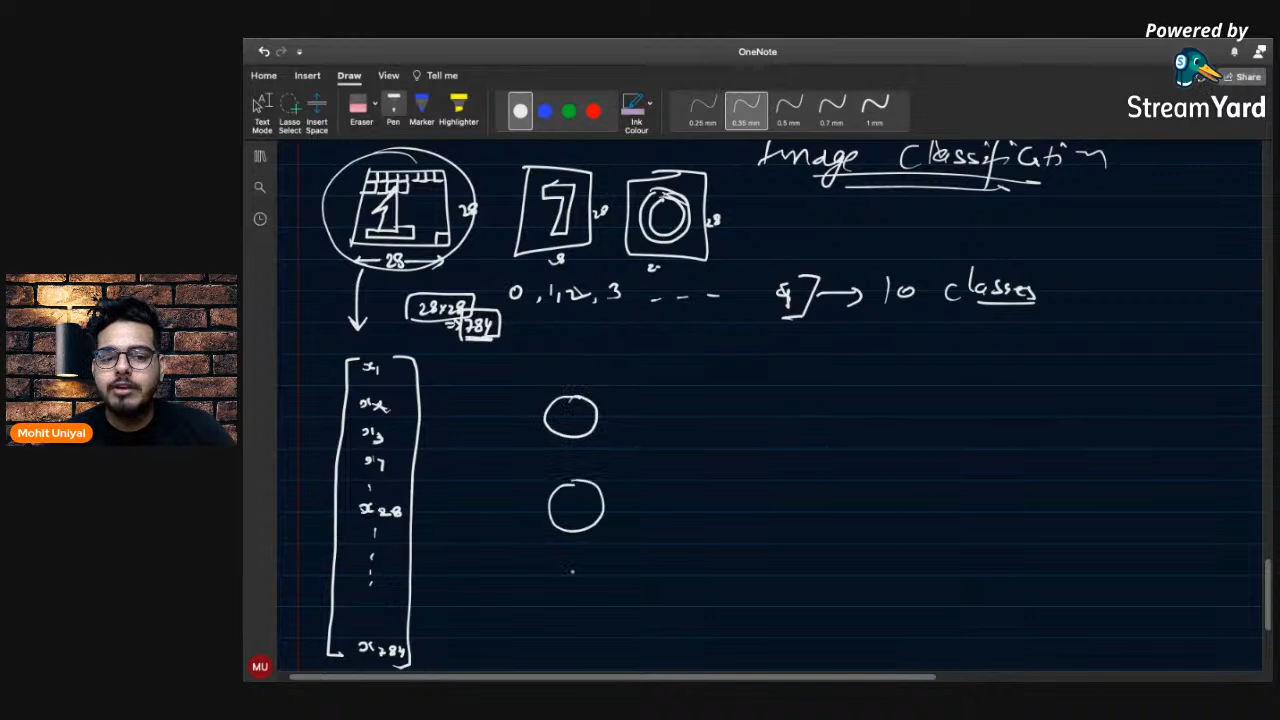 Powered by
StreamYard
OneNote
Share
Home Insert Draw View Tell me
Text Mode
Lasso Select
Insert Space
Eraser
Pen
Marker
Highlighter
Ink Colour
0.25 mm
0.35 mm
0.5 mm
0.7 mm
1 mm
Image Classification
1 28
28
7 28
0 28
28x28
=> 784
0, 1, 2, 3 - - - 9 → 10 classes
x1
x2
x3
x28
x784
Mohit Uniyal
MU